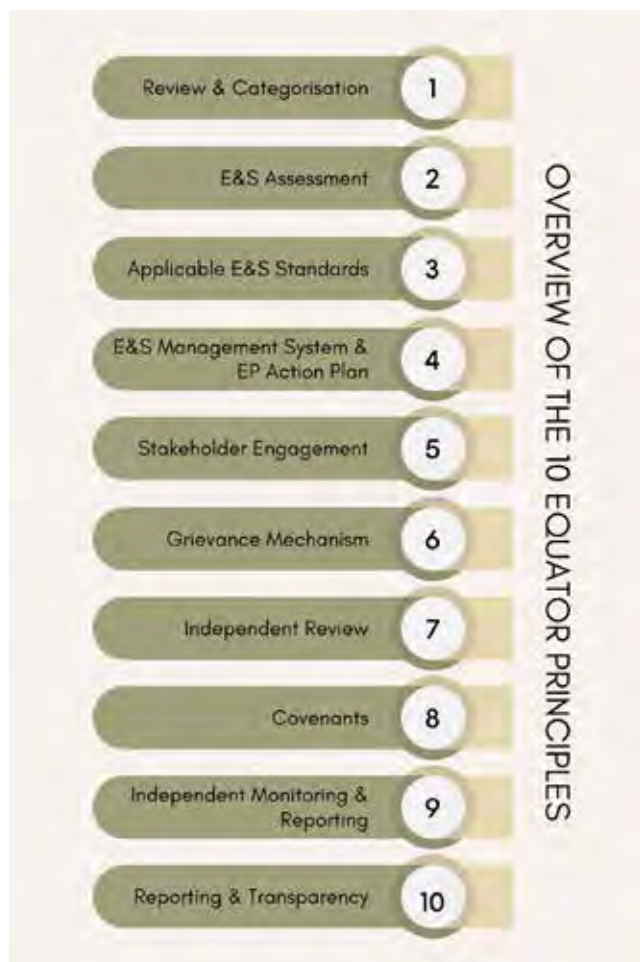 Review & Categorisation
1
E&S Assessment
2
Applicable E&S Standards
3
E&S Management System &
EP Action Plan
4
Stakeholder Engagement
5
Grievance Mechanism
6
Independent Review
7
Covenants
8
Independent Monitoring &
Reporting
9
Reporting & Transparency
10
OVERVIEW OF THE 10 EQUATOR PRINCIPLES